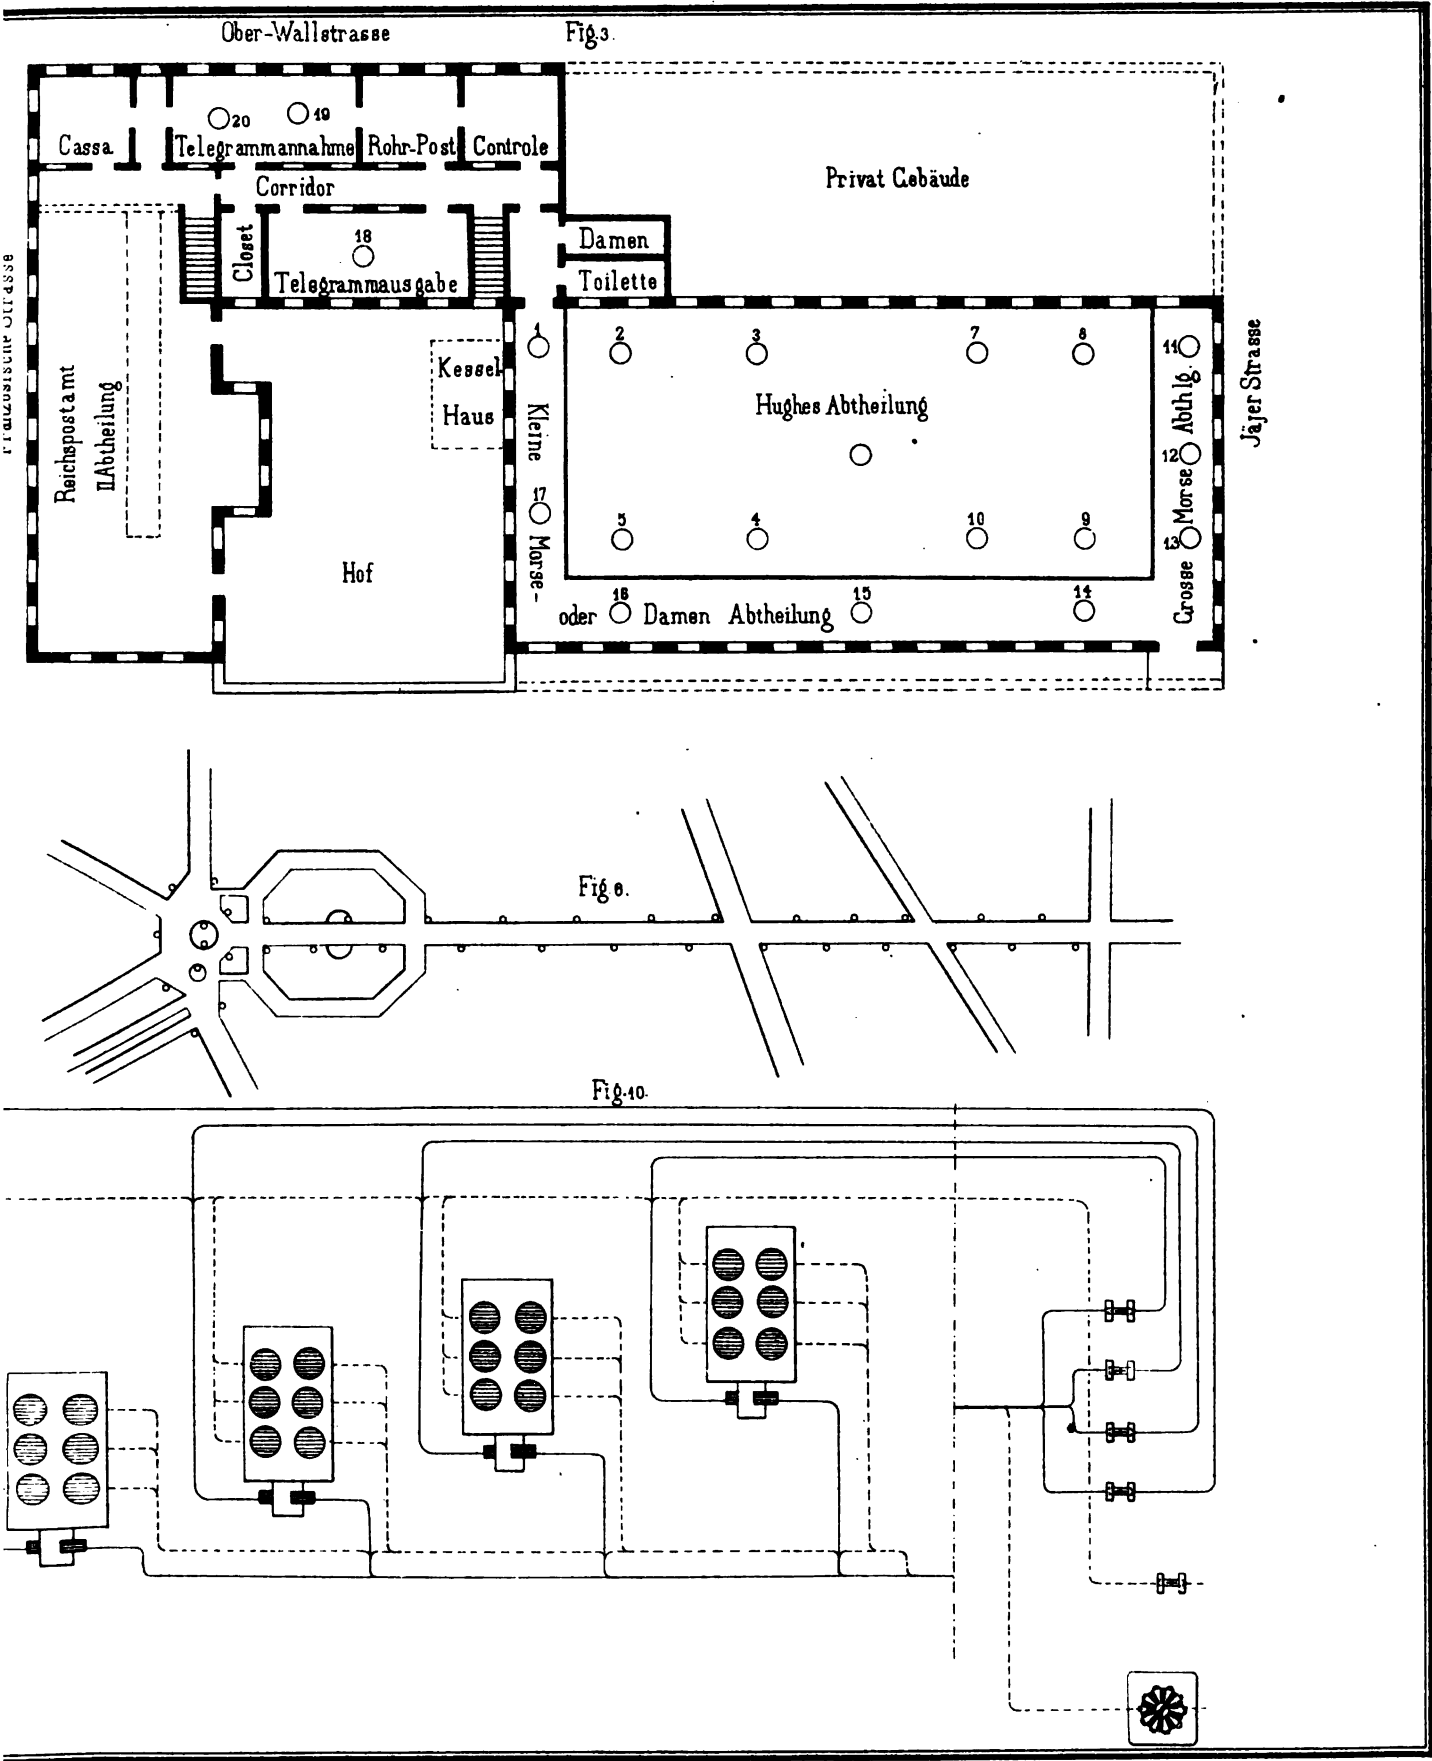 Ober-Wallstrasse
Fig.3.
20
19
Cassa
Telegrammannahme
Rohr-Post
Controle
Corridor
Privat Gebäude
Closet
18
Telegrammausgabe
Damen
Toilette
Reichspostamt
II.Abtheilung
Kessel
Haus
Hof
1
Kleine
17
Morse-
2
3
7
8
Hughes Abtheilung
5
4
10
9
16
15
14
oder
Damen Abtheilung
11
12
13
Grosse Morse Abthlg.
Jäjer Strasse
Fig 8.
Fig.10.